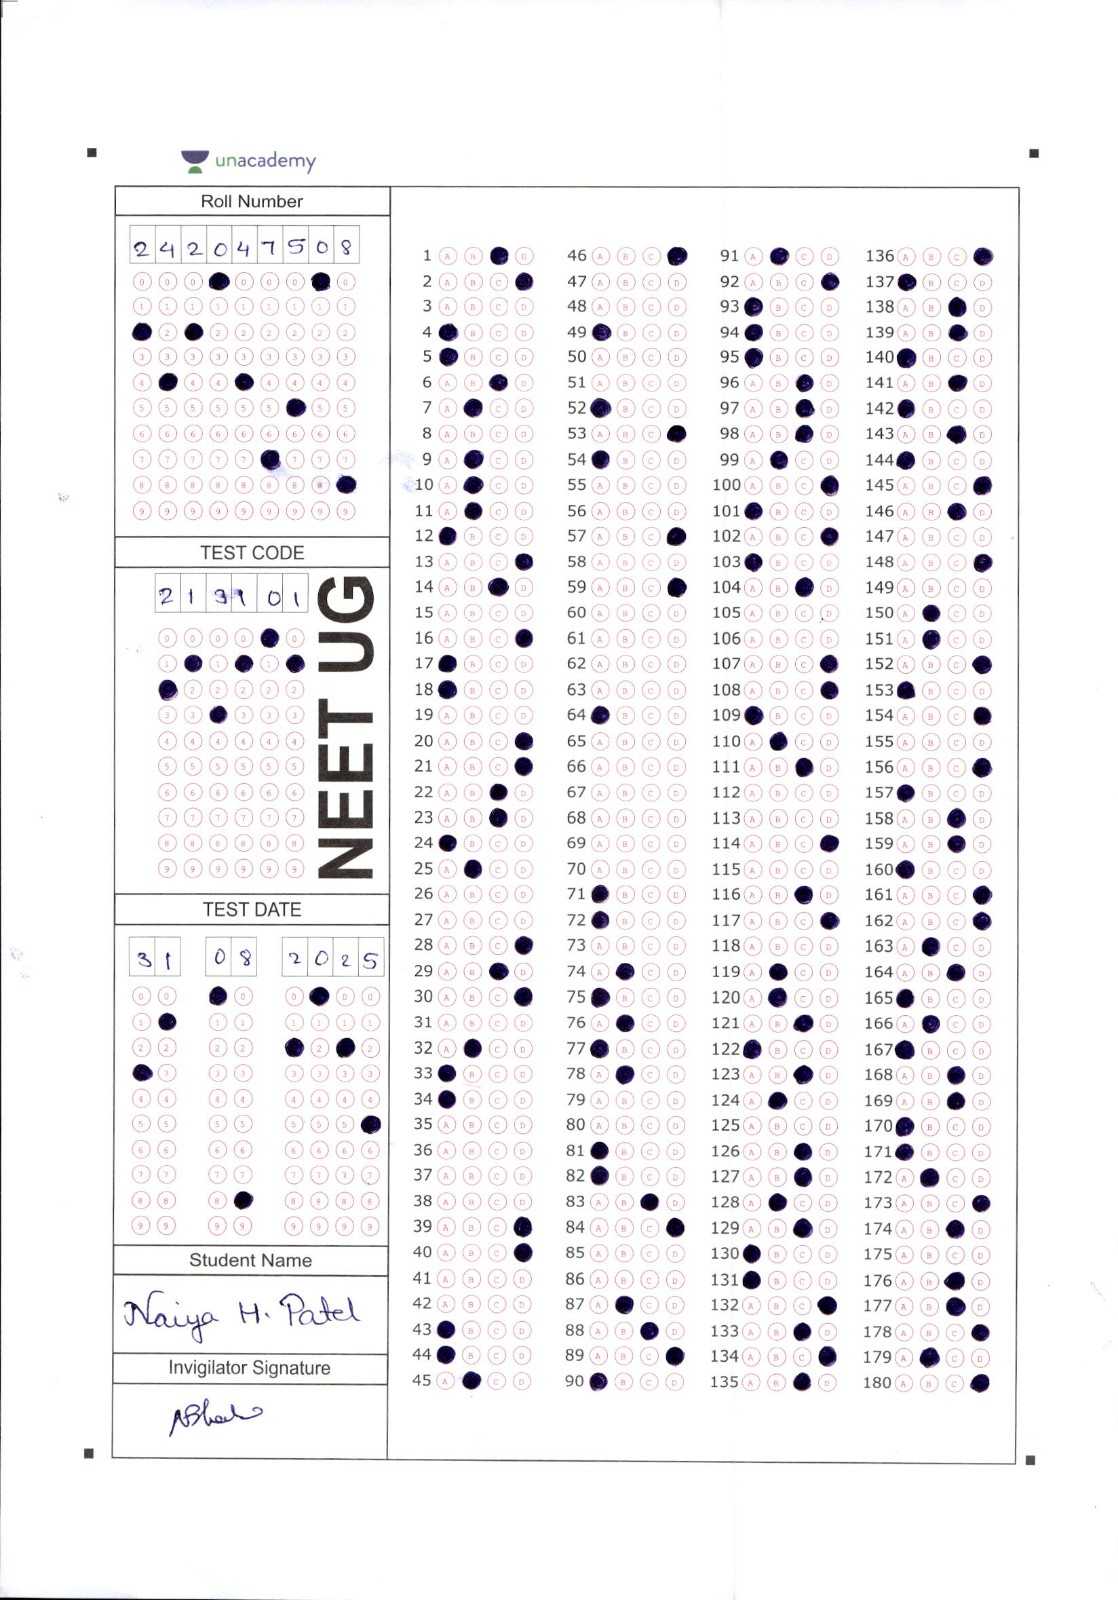 unacademy
Roll Number
2 4 2 0 4 7 5 0 8
TEST CODE
2 1 3 1 0 1
NEET UG
TEST DATE
3 1 0 8 2 0 2 5
Student Name
Naiya H. Patel
Invigilator Signature
1 A B D 46 A B C 91 A C D 136 A B C
2 A B C 47 A B C D 92 A B C 137 B C D
3 A B C D 48 A B C D 93 B C D 138 A B D
4 B C D 49 B C D 94 B C D 139 A B D
5 B C D 50 A B C D 95 B C D 140 B C D
6 A B D 51 A B C D 96 A B D 141 A B D
7 A C D 52 B C D 97 A B D 142 B C D
8 A B C D 53 A B C 98 A B D 143 A B D
9 A C D 54 B C D 99 A C D 144 B C D
10 A C D 55 A B C D 100 A B C 145 A B C
11 A C D 56 A B C D 101 B C D 146 A B D
12 B C D 57 A B C 102 A B C 147 A B C D
13 A B C 58 A B C D 103 B C D 148 A B C
14 A B D 59 A B C 104 A B D 149 A B C D
15 A B C D 60 A B C D 105 A B C D 150 A C D
16 A B C 61 A B C D 106 A B C D 151 A C D
17 B C D 62 A B C D 107 A B C 152 A B C
18 B C D 63 A B C D 108 A B C 153 B C D
19 A B C D 64 B C D 109 B C D 154 A B C
20 A B C 65 A B C D 110 A C D 155 A B C D
21 A B C 66 A B C D 111 A B D 156 A B C
22 A B D 67 A B C D 112 A B C D 157 B C D
23 A B D 68 A B C D 113 A B C D 158 A B D
24 B C D 69 A B C D 114 A B C 159 A B D
25 A C D 70 A B C D 115 A B C D 160 B C D
26 A B C D 71 B C D 116 A B D 161 A B C
27 A B C D 72 B C D 117 A B C 162 A B C
28 A B C 73 A B C D 118 A B C D 163 A C D
29 A B D 74 A C D 119 A C D 164 A B D
30 A B C 75 B C D 120 A C D 165 B C D
31 A B C D 76 A C D 121 A B D 166 A C D
32 A C D 77 B C D 122 B C D 167 B C D
33 B C D 78 A C D 123 A B D 168 A B D
34 B C D 79 A B C D 124 A C D 169 A B D
35 A B C D 80 A B C D 125 A B C D 170 B C D
36 A B C D 81 B C D 126 A B D 171 B C D
37 A B C D 82 B C D 127 A B D 172 A C D
38 A B C D 83 A B D 128 A C D 173 A B C
39 A B C 84 A B C 129 A B D 174 A B D
40 A B C 85 A B C D 130 B C D 175 A B C D
41 A B C D 86 A B C D 131 B C D 176 A B D
42 A B C D 87 A C D 132 A B C 177 A B D
43 B C D 88 A B D 133 A B D 178 A B C
44 B C D 89 A B C 134 A B C 179 A C D
45 A C D 90 B C D 135 A B D 180 A B C